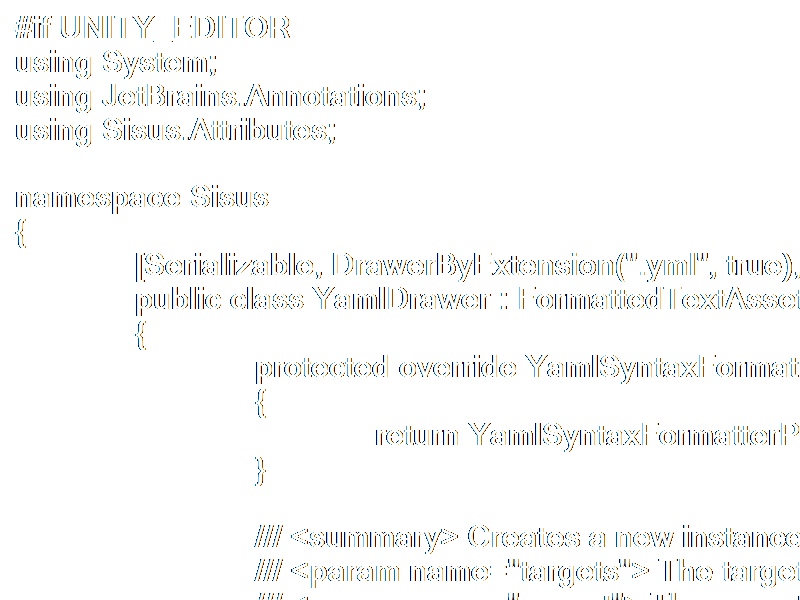 #if UNITY_EDITOR
using System;
using JetBrains.Annotations;
using Sisus.Attributes;
namespace Sisus
{
[Serializable, DrawerByExtension(".yml", true),
public class YamlDrawer : FormattedTextAsset
{
protected override YamlSyntaxFormat
{
return YamlSyntaxFormatterP
}
/// <summary> Creates a new instance
/// <param name="targets"> The target